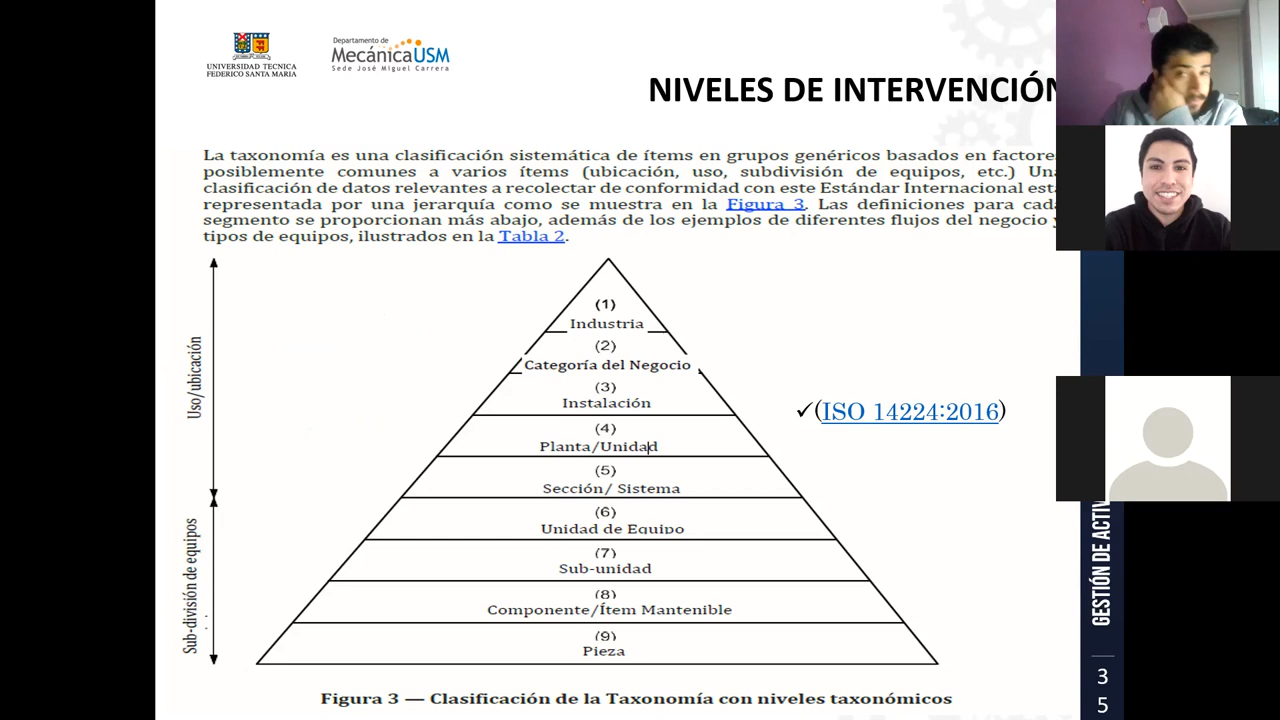 UNIVERSIDAD TECNICA
FEDERICO SANTA MARIA
Departamento de
MecánicaUSM
Sede José Miguel Carrera
NIVELES DE INTERVENCIÓN
La taxonomía es una clasificación sistemática de ítems en grupos genéricos basados en factores
posiblemente comunes a varios ítems (ubicación, uso, subdivisión de equipos, etc.) Una
clasificación de datos relevantes a recolectar de conformidad con este Estándar Internacional está
representada por una jerarquía como se muestra en la Figura 3. Las definiciones para cada
segmento se proporcionan más abajo, además de los ejemplos de diferentes flujos del negocio y
tipos de equipos, ilustrados en la Tabla 2.
Uso/ubicación
Sub-división de equipos
(1)
Industria
(2)
Categoría del Negocio
(3)
Instalación
(4)
Planta/Unidad
(5)
Sección/ Sistema
(6)
Unidad de Equipo
(7)
Sub-unidad
(8)
Componente/Ítem Mantenible
(9)
Pieza
✓(ISO 14224:2016)
Figura 3 — Clasificación de la Taxonomía con niveles taxonómicos
GESTIÓN DE ACTIV
3
5